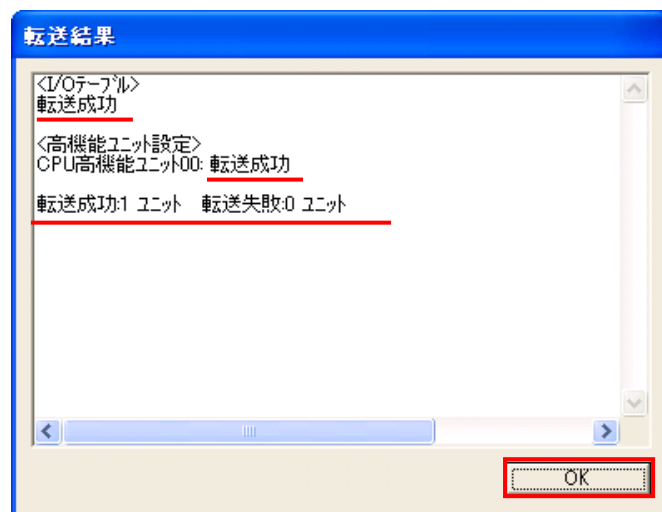 転送結果
<I/Oテーブル>
転送成功
<高機能ユニット設定>
CPU高機能ユニット00: 転送成功
転送成功:1 ユニット 転送失敗:0 ユニット
OK